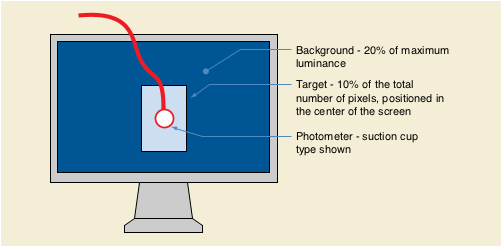 Background - 20% of maximum
luminance
Target - 10% of the total
number of pixels, positioned in
the center of the screen
Photometer - suction cup
type shown